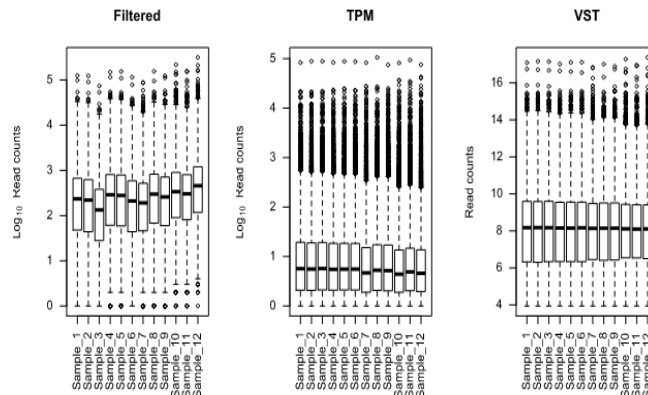 Filtered
TPM
VST
Log10 Read counts
5
4
3
2
1
0
Sample_1
Sample_2
Sample_3
Sample_4
Sample_5
Sample_6
Sample_7
Sample_8
Sample_9
Sample_10
Sample_11
Sample_12
Log10 Read counts
5
4
3
2
1
0
Sample_1
Sample_2
Sample_3
Sample_4
Sample_5
Sample_6
Sample_7
Sample_8
Sample_9
Sample_10
Sample_11
Sample_12
Read counts
16
14
12
10
8
6
4
Sample_1
Sample_2
Sample_3
Sample_4
Sample_5
Sample_6
Sample_7
Sample_8
Sample_9
Sample_10
Sample_11
Sample_12